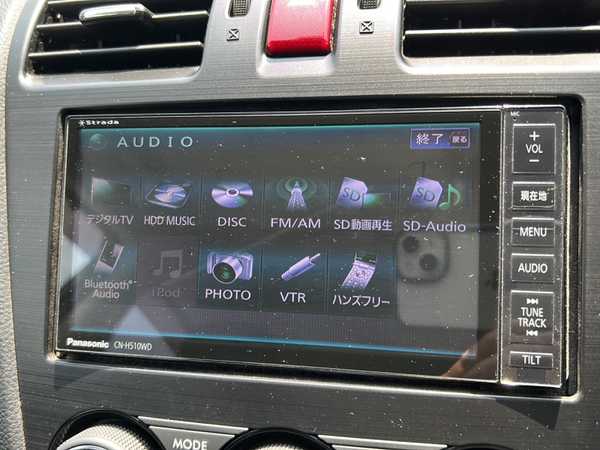 Strada
AUDIO
終了 戻る
デジタルTV
HDD MUSIC
DISC
FM/AM
SD動画再生
SD-Audio
SD
SD
Bluetooth®
Audio
iPod
PHOTO
VTR
ハンズフリー
Panasonic CN-H510WD
MIC
+
VOL
−
現在地
MENU
AUDIO
TUNE
TRACK
TILT
MODE